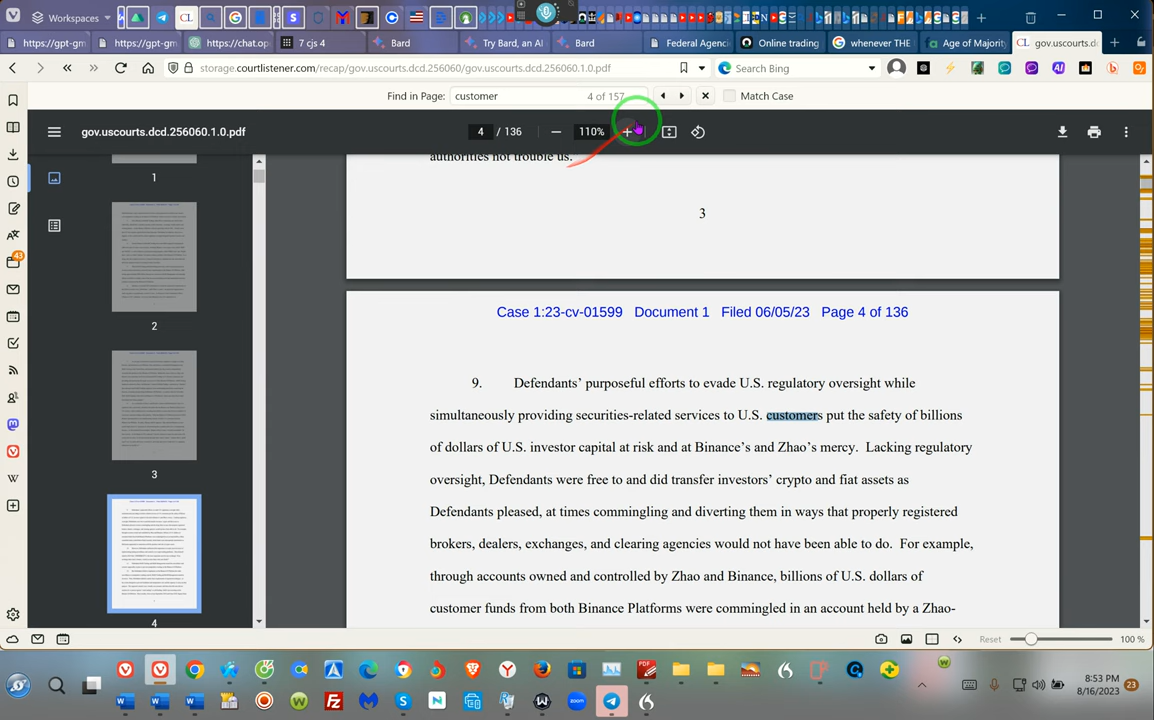 Workspaces
https://gpt-gm
https://gpt-gm
https://chat.op
7 cjs 4
Bard
Try Bard, an AI
Bard
Federal Agenc
Online trading
whenever THE
Age of Majority
CL gov.uscourts.dc
storage.courtlistener.com/recap/gov.uscourts.dcd.256060/gov.uscourts.dcd.256060.1.0.pdf
Search Bing
Find in Page: customer 4 of 157 Match Case
gov.uscourts.dcd.256060.1.0.pdf 4 / 136 110%
authorities not trouble us.
3
Case 1:23-cv-01599 Document 1 Filed 06/05/23 Page 4 of 136
9. Defendants' purposeful efforts to evade U.S. regulatory oversight while
simultaneously providing securities-related services to U.S. customers put the safety of billions
of dollars of U.S. investor capital at risk and at Binance's and Zhao's mercy. Lacking regulatory
oversight, Defendants were free to and did transfer investors' crypto and fiat assets as
Defendants pleased, at times commingling and diverting them in ways that properly registered
brokers, dealers, exchanges, and clearing agencies would not have been able to do. For example,
through accounts owned and controlled by Zhao and Binance, billions of U.S. dollars of
customer funds from both Binance Platforms were commingled in an account held by a Zhao-
1
2
3
4
43
Reset 100 %
8:53 PM
8/16/2023
23